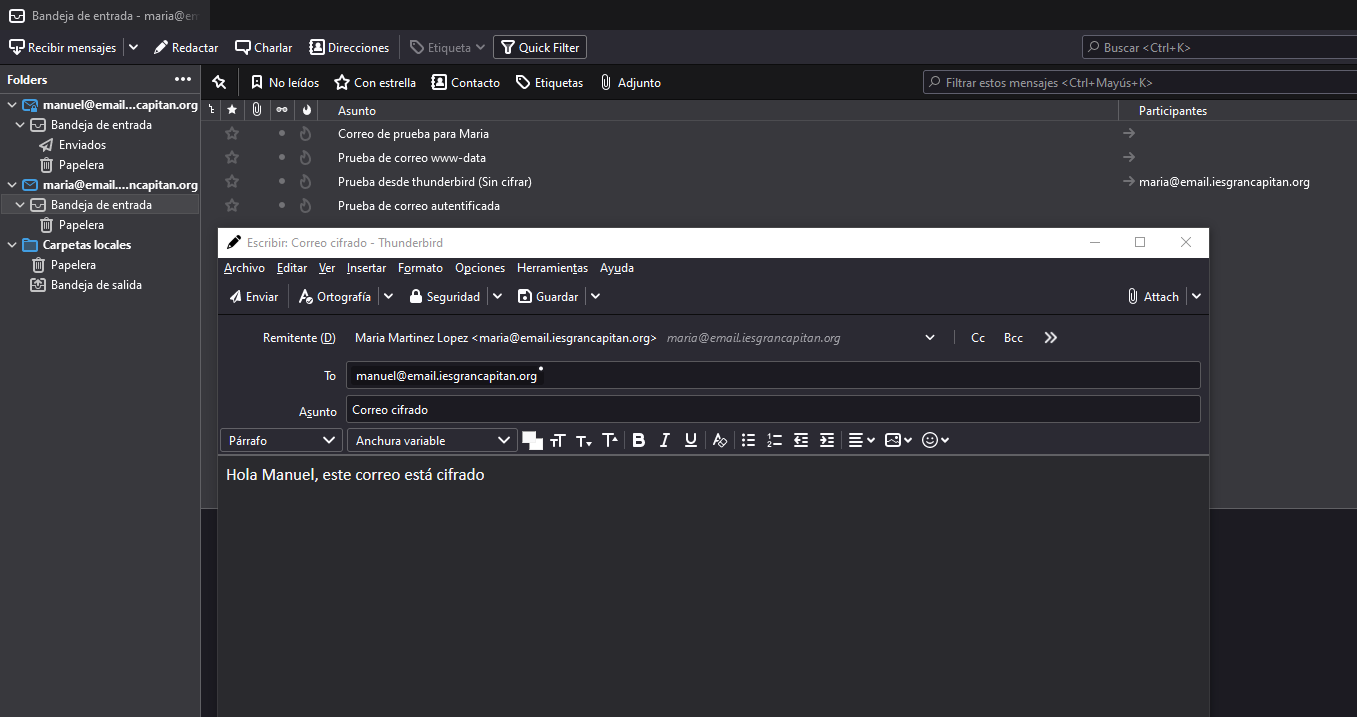 Bandeja de entrada - maria@em
Recibir mensajes Redactar Charlar Direcciones Etiqueta Quick Filter Buscar <Ctrl+K>
Folders
No leídos Con estrella Contacto Etiquetas Adjunto Filtrar estos mensajes <Ctrl+Mayús+K>
manuel@email...capitan.org
Bandeja de entrada
Enviados
Papelera
maria@email....ncapitan.org
Bandeja de entrada
Papelera
Carpetas locales
Papelera
Bandeja de salida
Asunto Participantes
Correo de prueba para Maria
Prueba de correo www-data
Prueba desde thunderbird (Sin cifrar) maria@email.iesgrancapitan.org
Prueba de correo autentificada
Escribir: Correo cifrado - Thunderbird
Archivo Editar Ver Insertar Formato Opciones Herramientas Ayuda
Enviar Ortografía Seguridad Guardar Attach
Remitente (D) Maria Martinez Lopez <maria@email.iesgrancapitan.org> maria@email.iesgrancapitan.org Cc Bcc
To manuel@email.iesgrancapitan.org
Asunto Correo cifrado
Párrafo Anchura variable B I U
Hola Manuel, este correo está cifrado